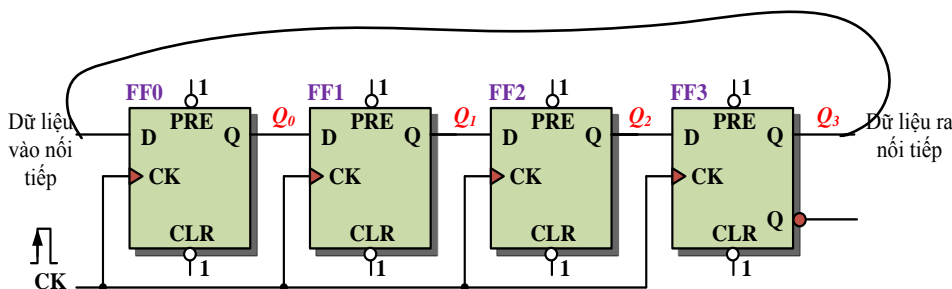 1 1 1 1
FF0 FF1 FF2 FF3
PRE PRE PRE PRE
Dữ liệu
vào nối
tiếp
D Q Q₀ D Q Q₁ D Q Q₂ D Q Q₃
Dữ liệu ra
nối tiếp
CK CK CK CK
Q
CLR CLR CLR CLR
1 1 1 1
CK